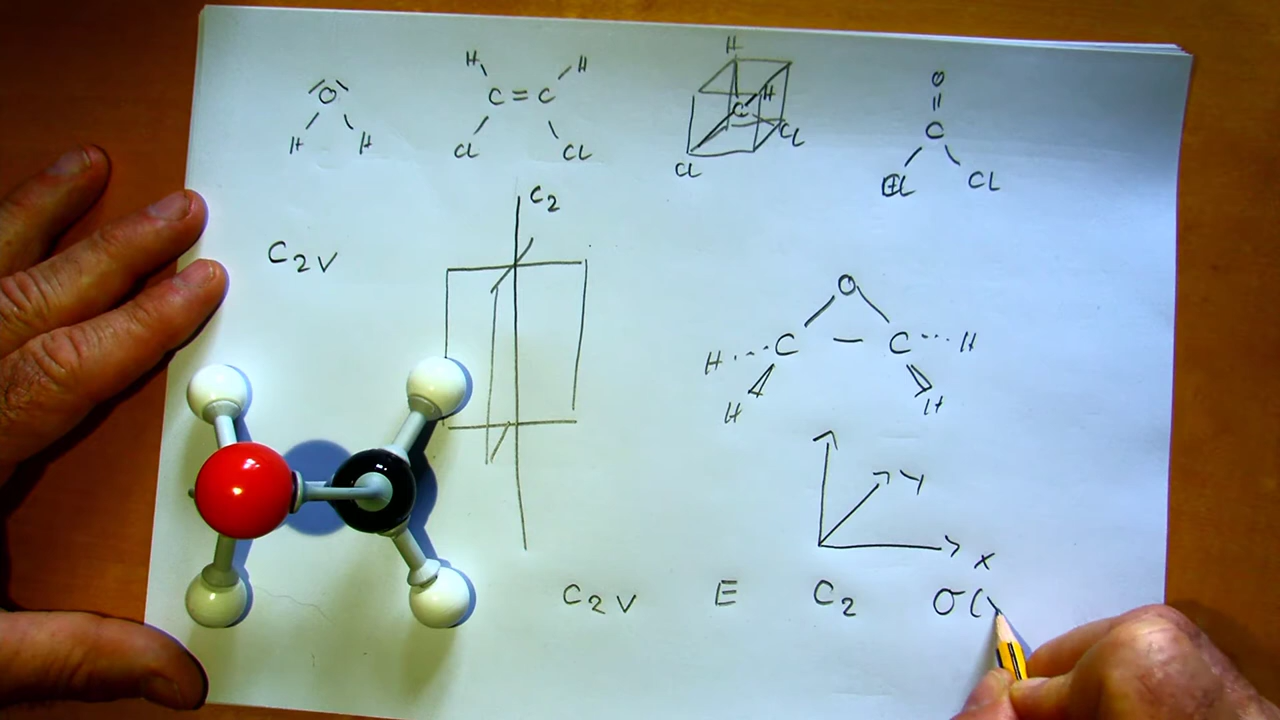 H H H O
O C = C C H C
H H Cl Cl Cl Cl Cl Cl
C2
C2V
O
H C C H
H H
Y
X
C2V E C2 σ(